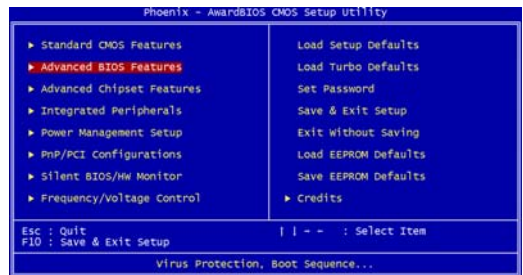 Phoenix - AwardBIOS CMOS Setup Utility
▶ Standard CMOS Features
▶ Advanced BIOS Features
▶ Advanced Chipset Features
▶ Integrated Peripherals
▶ Power Management Setup
▶ PnP/PCI Configurations
▶ Silent BIOS/HW Monitor
▶ Frequency/Voltage Control
Load Setup Defaults
Load Turbo Defaults
Set Password
Save & Exit Setup
Exit Without Saving
Load EEPROM Defaults
Save EEPROM Defaults
▶ Credits
Esc : Quit
F10 : Save & Exit Setup
: Select Item
Virus Protection, Boot Sequence...